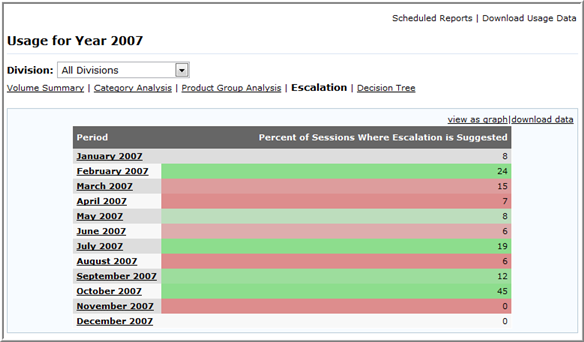 Scheduled Reports | Download Usage Data
Usage for Year 2007
Division: All Divisions
Volume Summary | Category Analysis | Product Group Analysis | Escalation | Decision Tree
view as graph|download data
Period Percent of Sessions Where Escalation is Suggested
January 2007 8
February 2007 24
March 2007 15
April 2007 7
May 2007 8
June 2007 6
July 2007 19
August 2007 6
September 2007 12
October 2007 45
November 2007 0
December 2007 0